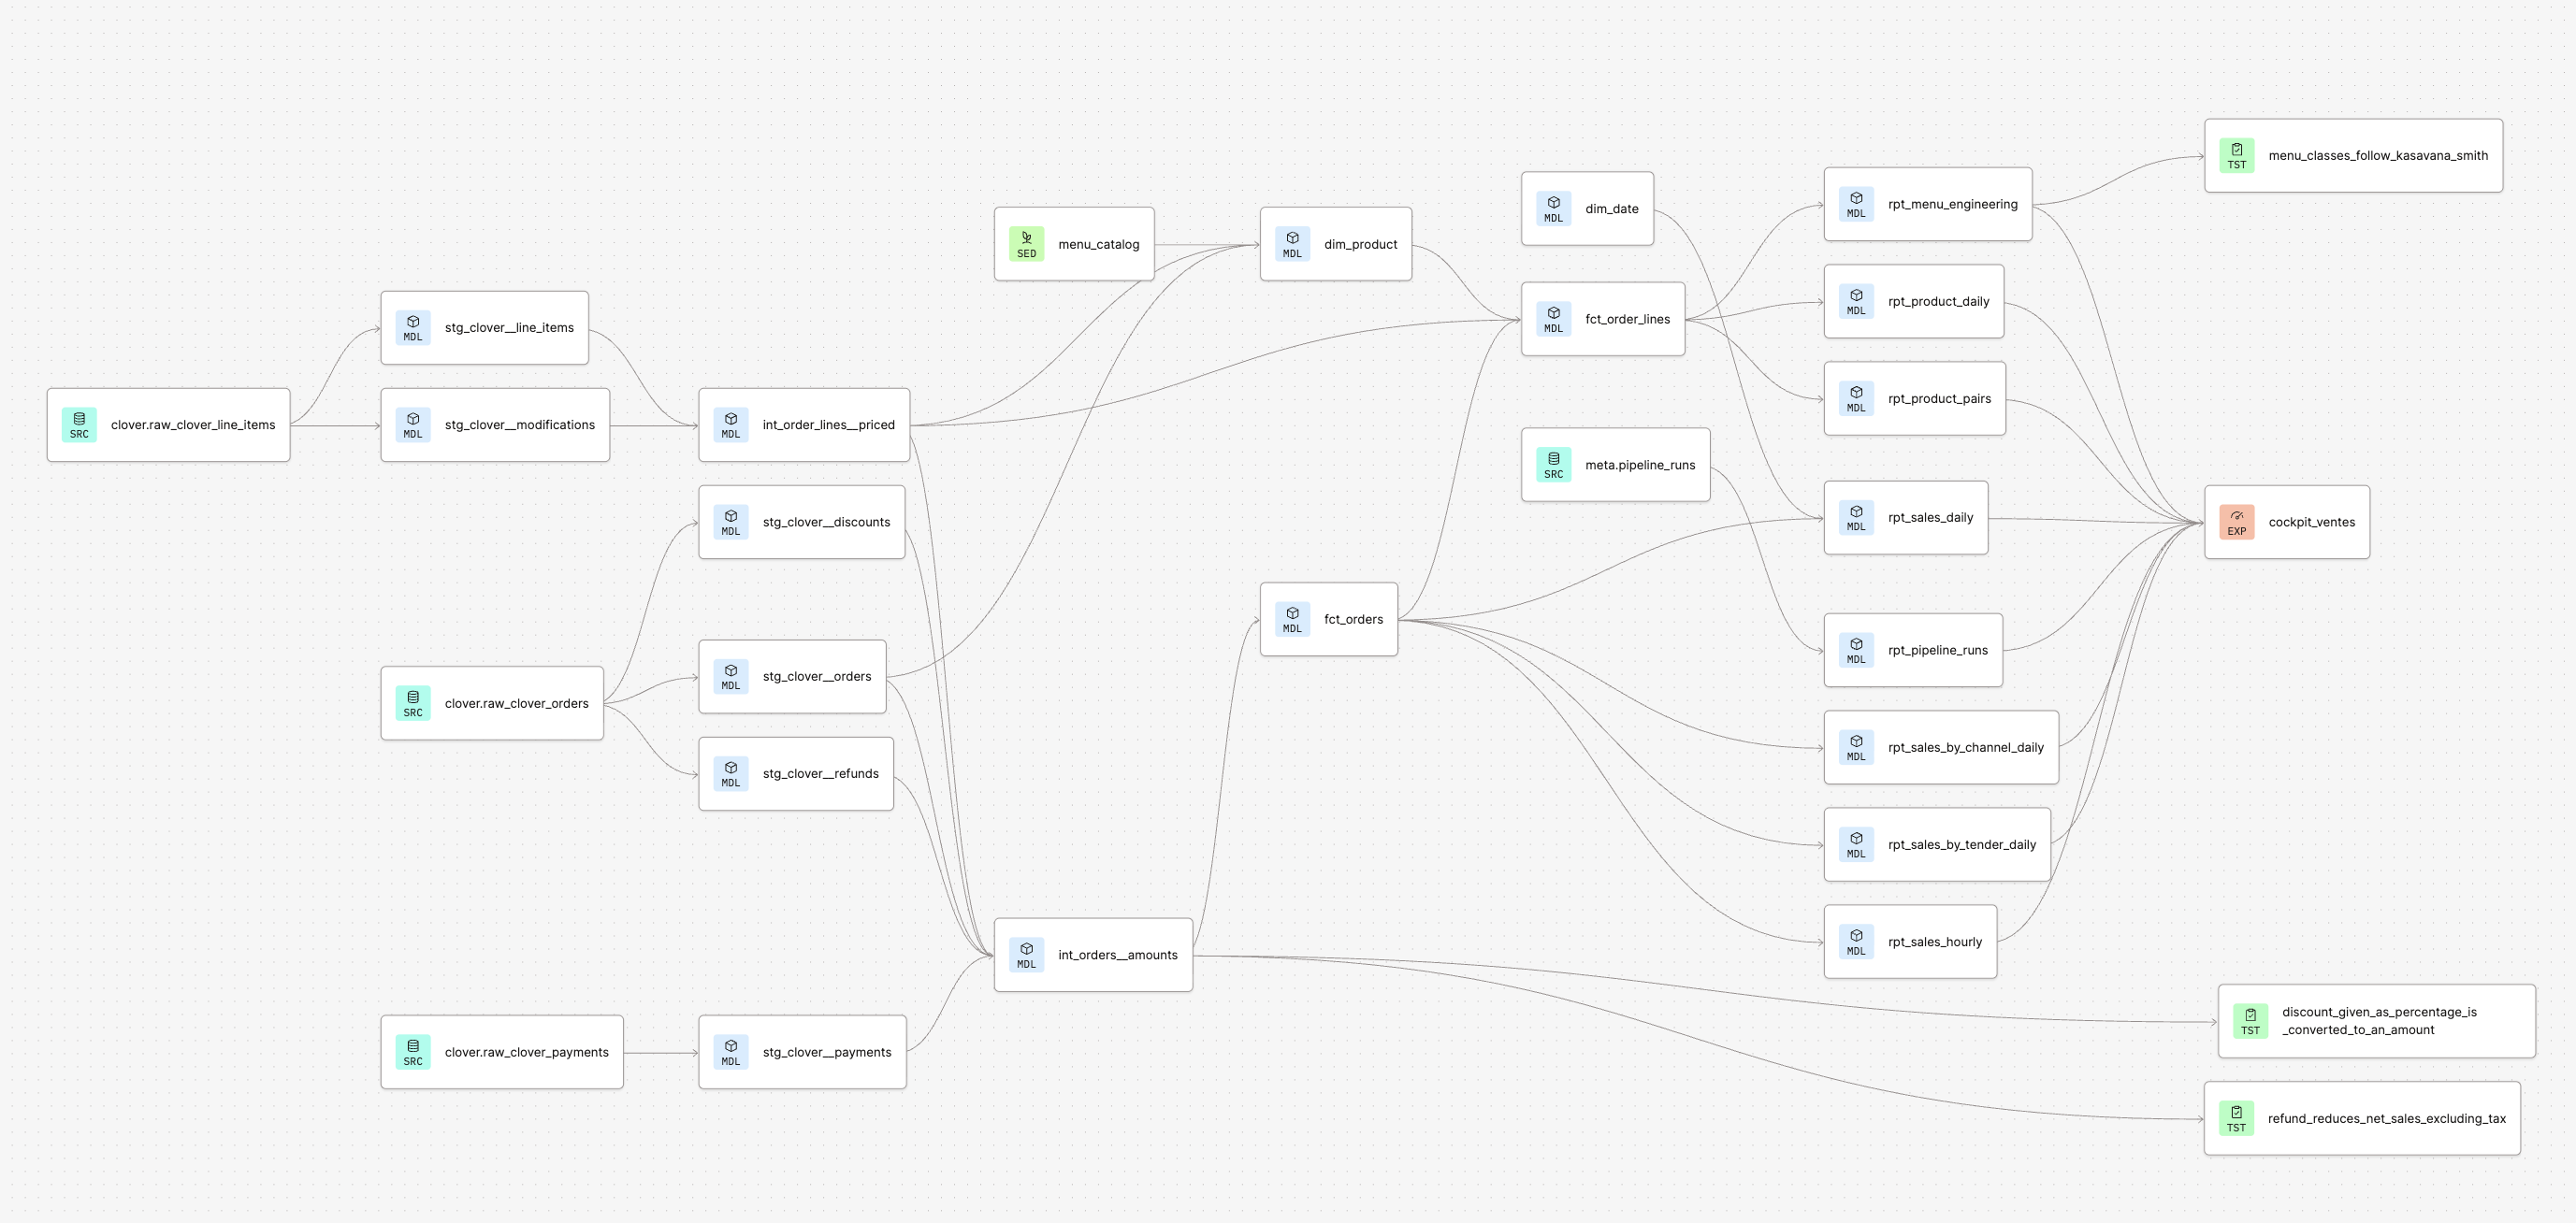 TST
menu_classes_follow_kasavana_smith
MDL
rpt_menu_engineering
MDL
dim_date
SED
menu_catalog
MDL
dim_product
MDL
rpt_product_daily
MDL
fct_order_lines
MDL
stg_clover__line_items
MDL
rpt_product_pairs
SRC
clover.raw_clover_line_items
MDL
stg_clover__modifications
MDL
int_order_lines__priced
SRC
meta.pipeline_runs
MDL
rpt_sales_daily
MDL
stg_clover__discounts
EXP
cockpit_ventes
MDL
fct_orders
MDL
rpt_pipeline_runs
MDL
stg_clover__orders
SRC
clover.raw_clover_orders
MDL
rpt_sales_by_channel_daily
MDL
stg_clover__refunds
MDL
rpt_sales_by_tender_daily
MDL
rpt_sales_hourly
MDL
int_orders__amounts
TST
discount_given_as_percentage_is
_converted_to_an_amount
SRC
clover.raw_clover_payments
MDL
stg_clover__payments
TST
refund_reduces_net_sales_excluding_tax